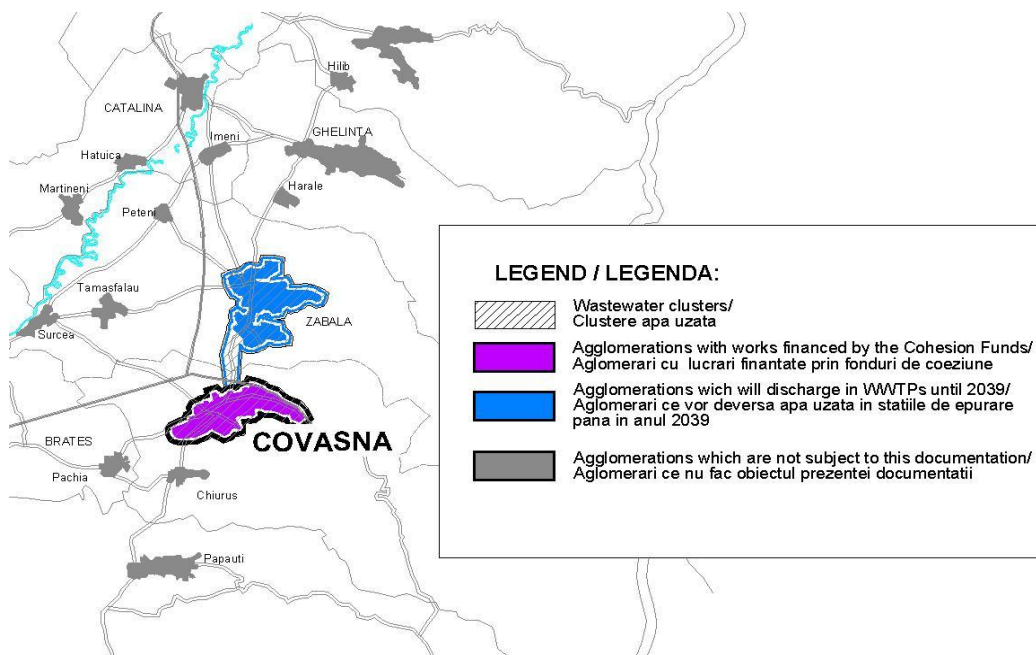 Hilib
CATALINA
GHELINTA
Imeni
Hatuica
Martineni
Harale
Peteni
Tamasfalau
ZABALA
Surcea
COVASNA
BRATES
Pachia
Chiurus
Papauti
LEGEND / LEGENDA:
Wastewater clusters/
Clustere apa uzata
Agglomerations with works financed by the Cohesion Funds/
Aglomerari cu lucrari finantate prin fonduri de coeziune
Agglomerations wich will discharge in WWTPs until 2039/
Aglomerari ce vor deversa apa uzata in statiile de epurare
pana in anul 2039
Agglomerations which are not subject to this documentation/
Aglomerari ce nu fac obiectul prezentei documentatii